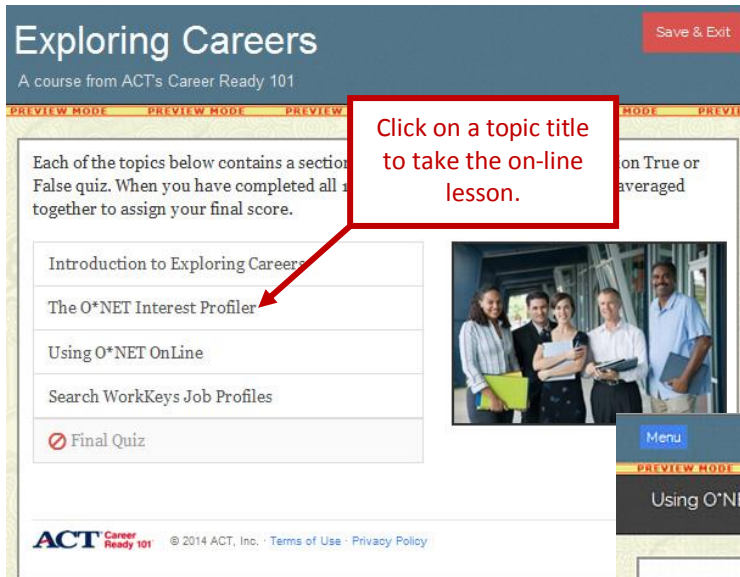 Exploring Careers
Save & Exit
A course from ACT's Career Ready 101
PREVIEW MODE PREVIEW MODE PREVIEW MODE PREVIE
Click on a topic title
to take the on-line
lesson.
Each of the topics below contains a section on True or
False quiz. When you have completed all averaged
together to assign your final score.
Introduction to Exploring Careers
The O*NET Interest Profiler
Using O*NET OnLine
Search WorkKeys Job Profiles
Final Quiz
Menu
PREVIEW MODE
Using O*NE
ACT Career Ready 101 © 2014 ACT, Inc. · Terms of Use · Privacy Policy